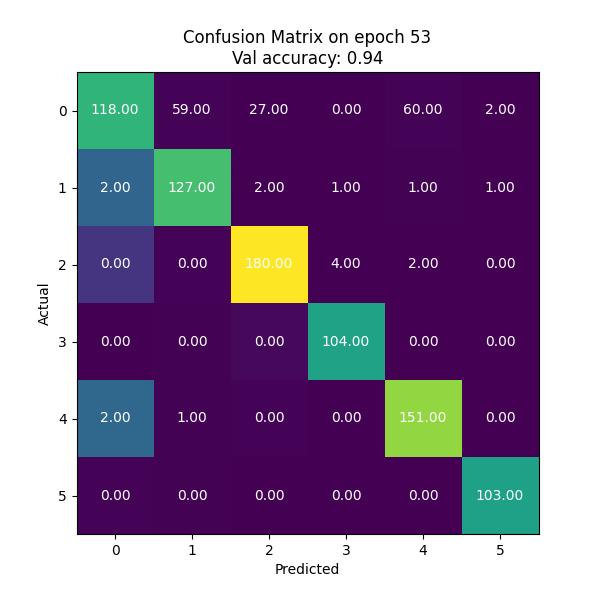 Confusion Matrix on epoch 53
Val accuracy: 0.94
0 118.00 59.00 27.00 0.00 60.00 2.00
1 2.00 127.00 2.00 1.00 1.00 1.00
2 0.00 0.00 180.00 4.00 2.00 0.00
3 0.00 0.00 0.00 104.00 0.00 0.00
4 2.00 1.00 0.00 0.00 151.00 0.00
5 0.00 0.00 0.00 0.00 0.00 103.00
Actual
0 1 2 3 4 5
Predicted